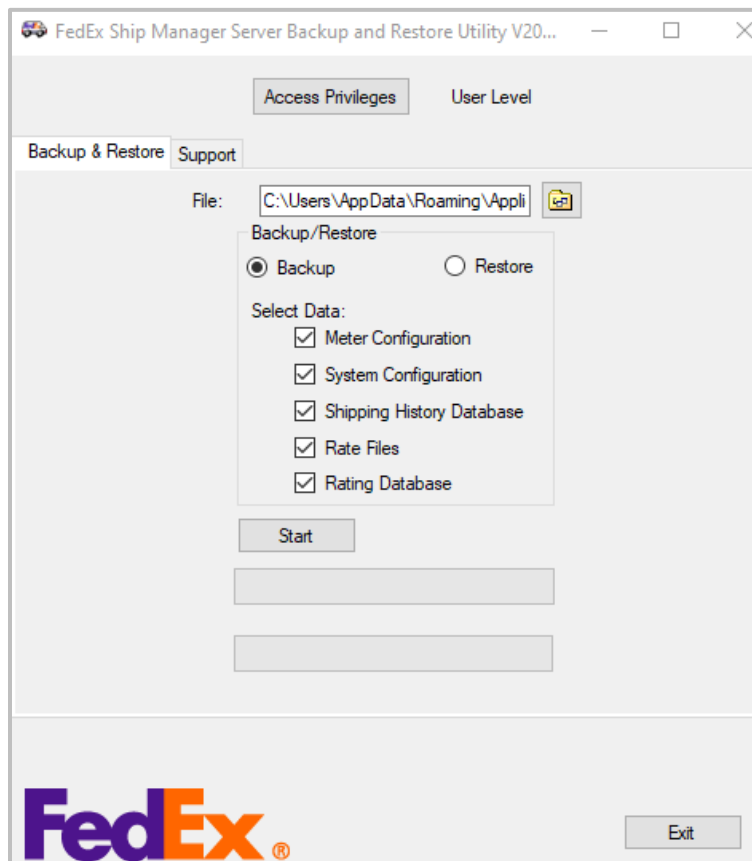 FedEx Ship Manager Server Backup and Restore Utility V20...
Access Privileges User Level
Backup & Restore Support
File: C:\Users\AppData\Roaming\Appli
Backup/Restore
Backup Restore
Select Data:
Meter Configuration
System Configuration
Shipping History Database
Rate Files
Rating Database
Start
FedEx®
Exit